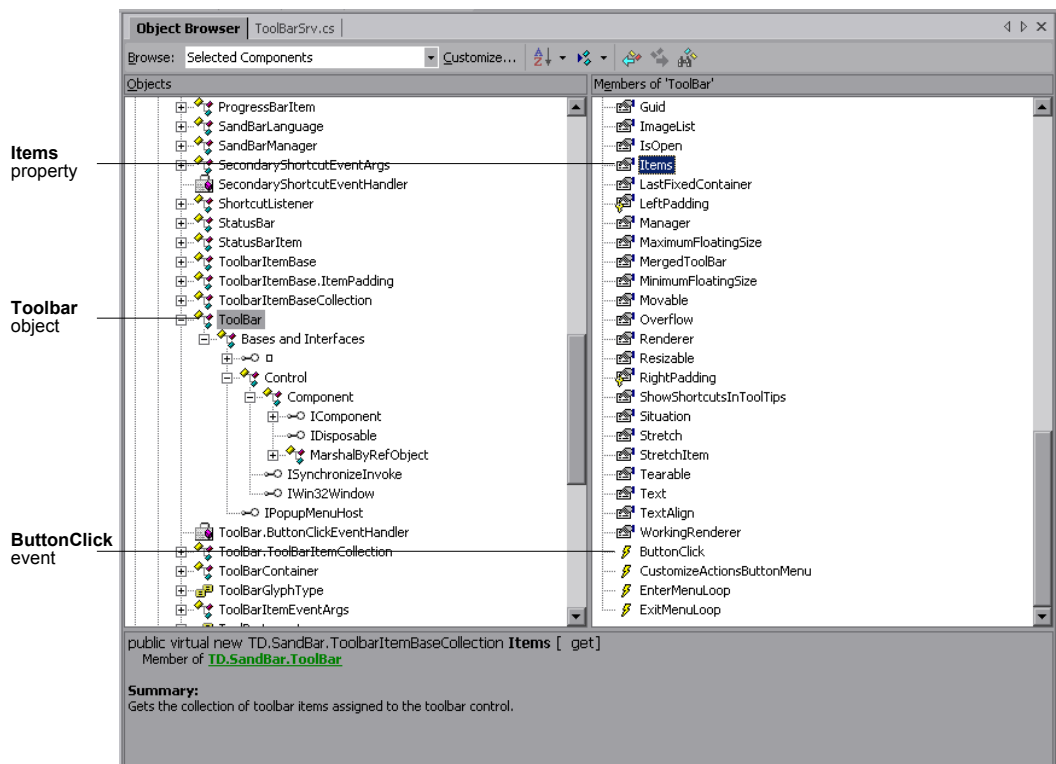 Object Browser
ToolBarSrv.cs
Browse: Selected Components
Customize...
Objects
ProgressBarItem
SandBarLanguage
SandBarManager
SecondaryShortcutEventArgs
SecondaryShortcutEventHandler
ShortcutListener
StatusBar
StatusBarItem
ToolbarItemBase
ToolbarItemBase.ItemPadding
ToolbarItemBaseCollection
ToolBar
Bases and Interfaces
Control
Component
IComponent
IDisposable
MarshalByRefObject
ISynchronizeInvoke
IWin32Window
IPopupMenuHost
ToolBar.ButtonClickEventHandler
ToolBar.ToolBarItemCollection
ToolBarContainer
ToolBarGlyphType
ToolBarItemEventArgs
Members of 'ToolBar'
Guid
ImageList
IsOpen
Items
LastFixedContainer
LeftPadding
Manager
MaximumFloatingSize
MergedToolBar
MinimumFloatingSize
Movable
Overflow
Renderer
Resizable
RightPadding
ShowShortcutsInToolTips
Situation
Stretch
StretchItem
Tearable
Text
TextAlign
WorkingRenderer
ButtonClick
CustomizeActionsButtonMenu
EnterMenuLoop
ExitMenuLoop
Items
property
Toolbar
object
ButtonClick
event
public virtual new TD.SandBar.ToolbarItemBaseCollection Items [ get]
Member of TD.SandBar.ToolBar
Summary:
Gets the collection of toolbar items assigned to the toolbar control.